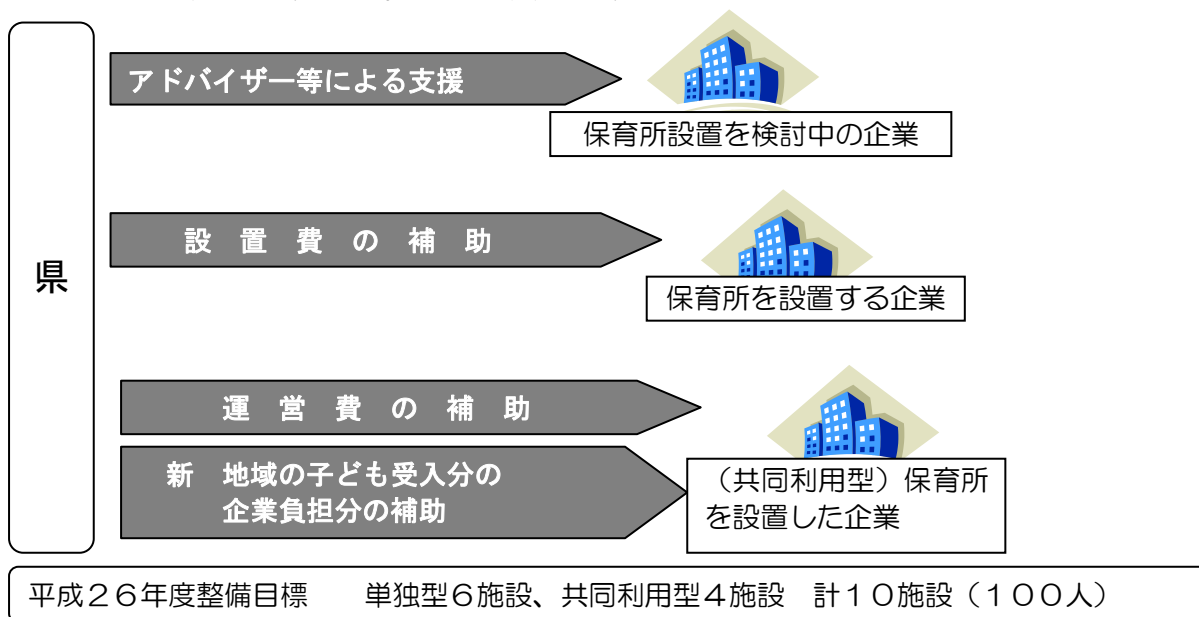 県
アドバイザー等による支援
保育所設置を検討中の企業
設　置　費　の　補　助
保育所を設置する企業
運　営　費　の　補　助
新　地域の子ども受入分の
企業負担分の補助
（共同利用型）保育所
を設置した企業
平成２６年度整備目標　　単独型６施設、共同利用型４施設　計１０施設（１００人）